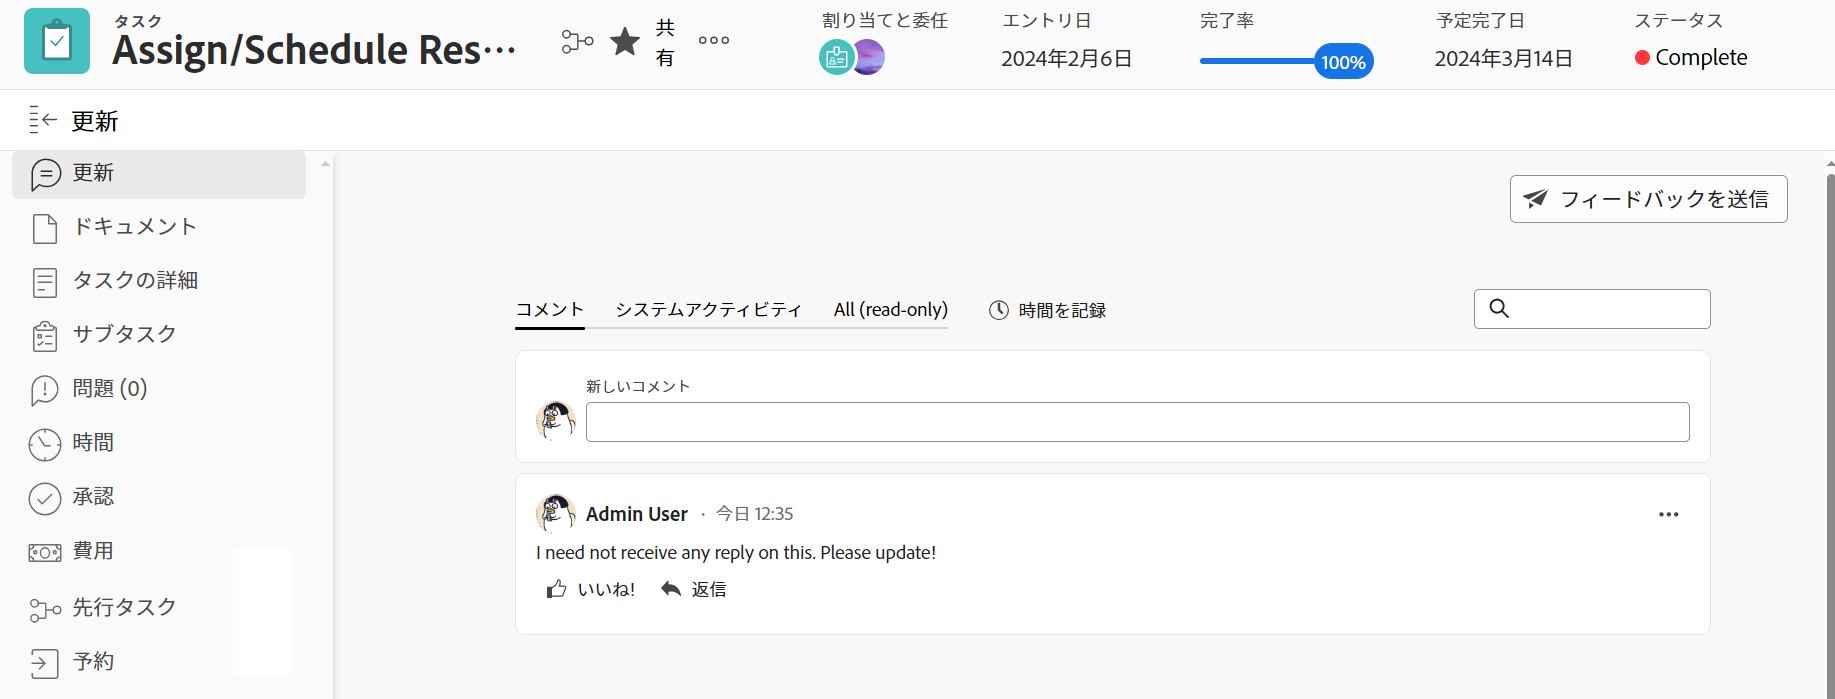 タスク
Assign/Schedule Res···
共有
割り当てと委任
エントリ日
2024年2月6日
完了率
100%
予定完了日
2024年3月14日
ステータス
Complete
更新
更新
ドキュメント
タスクの詳細
サブタスク
問題 (0)
時間
承認
費用
先行タスク
予約
フィードバックを送信
コメント
システムアクティビティ
All (read-only)
時間を記録
新しいコメント
Admin User · 今日 12:35
I need not receive any reply on this. Please update!
いいね!
返信